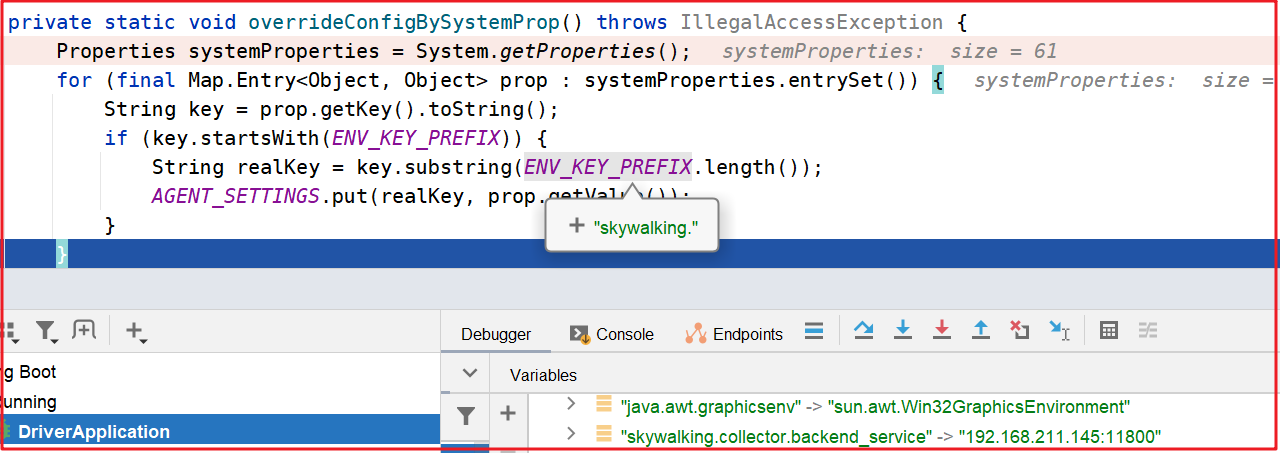 private static void overrideConfigBySystemProp() throws IllegalAccessException {
Properties systemProperties = System.getProperties();  systemProperties:  size = 61
for (final Map.Entry<Object, Object> prop : systemProperties.entrySet()) {  systemProperties:  size =
String key = prop.getKey().toString();
if (key.startsWith(ENV_KEY_PREFIX)) {
String realKey = key.substring(ENV_KEY_PREFIX.length());
AGENT_SETTINGS.put(realKey, prop.getValue());
}
+ "skywalking."
}
Debugger Console Endpoints
ng Boot
Variables
Running
"java.awt.graphicsenv" -> "sun.awt.Win32GraphicsEnvironment"
DriverApplication
"skywalking.collector.backend_service" -> "192.168.211.145:11800"